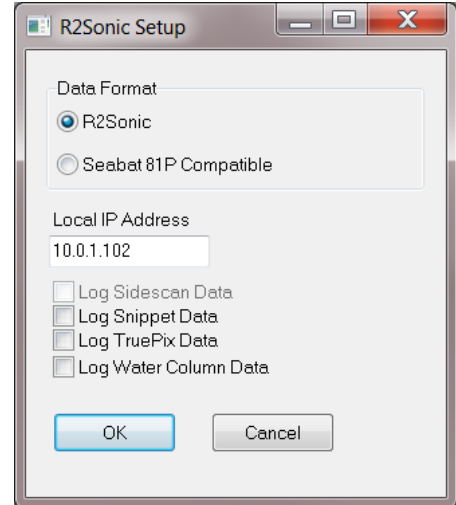 R2Sonic Setup
Data Format
R2Sonic
Seabat 81P Compatible
Local IP Address
10.0.1.102
Log Sidescan Data
Log Snippet Data
Log TruePix Data
Log Water Column Data
OK Cancel